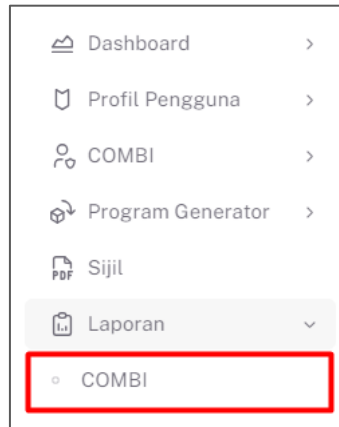 Dashboard
Profil Pengguna
COMBI
Program Generator
PDF Sijil
Laporan
COMBI